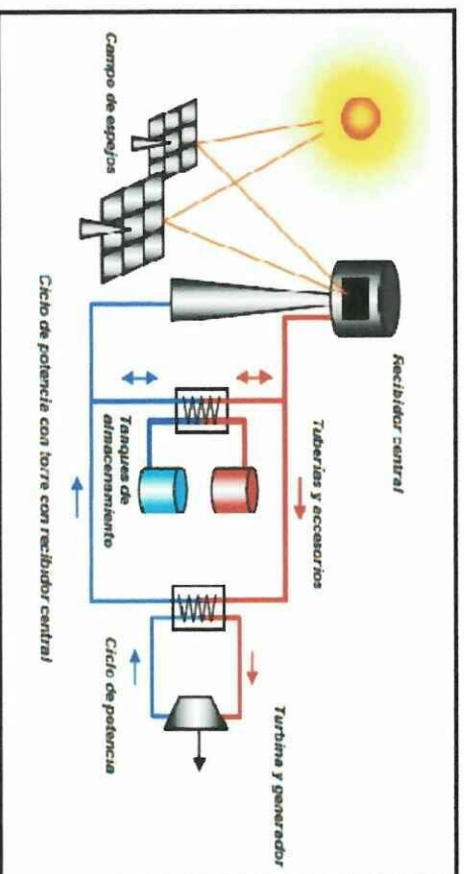 Recibidor central
Tuberías y accesorios
Turbina y generador
Campo de espejos
Tanques de
almacenamiento
Ciclo de potencia
Ciclo de potencia con torre con recibidor central